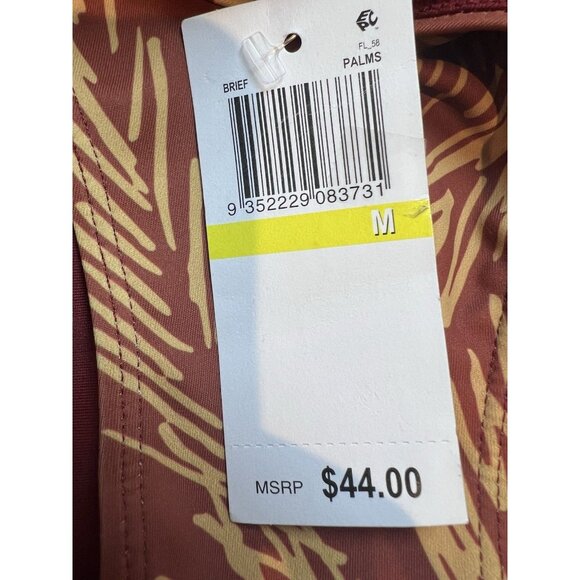 FL_58
BRIEF PALMS
9 352229 083731
M
MSRP $44.00